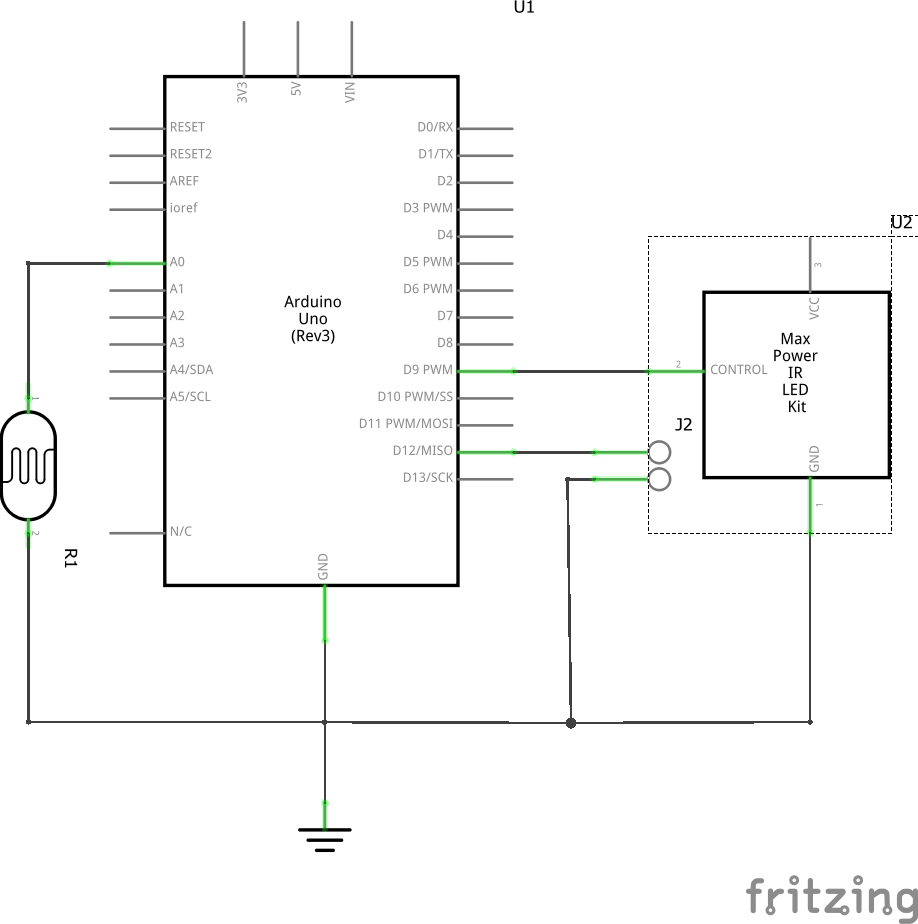 U1
3V3
5V
VIN
RESET
D0/RX
RESET2
D1/TX
AREF
D2
ioref
D3 PWM
D4
A0
D5 PWM
A1
D6 PWM
A2
D7
A3
D8
A4/SDA
D9 PWM
A5/SCL
D10 PWM/SS
D11 PWM/MOSI
D12/MISO
D13/SCK
N/C
GND
Arduino
Uno
(Rev3)
1
2
R1
U2
3
VCC
2
CONTROL
Max
Power
IR
LED
Kit
GND
1
J2
fritzing